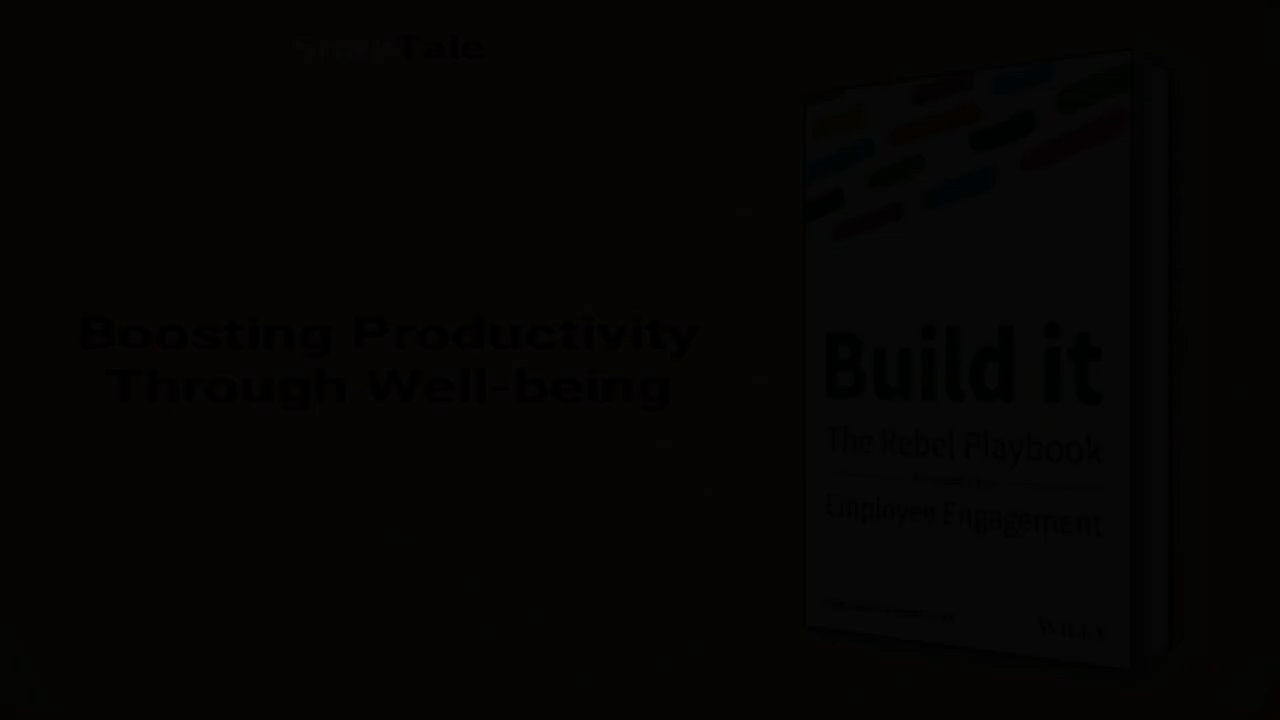 Tale
Boosting Productivity
Through Well-being
Build it
The Rebel Playbook
Employee Engagement
WILEY